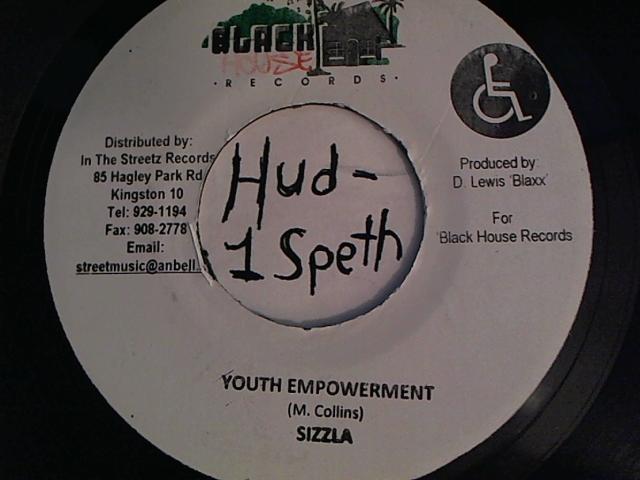 BLACK
HOUSE
· RECORDS ·
Distributed by:
In The Streetz Records
85 Hagley Park Rd
Kingston 10
Tel: 929-1194
Fax: 908-2778
Email:
streetmusic@anbell.
Produced by:
D. Lewis 'Blaxx'
For
'Black House Records
Hud-
1 Speth
YOUTH EMPOWERMENT
(M. Collins)
SIZZLA